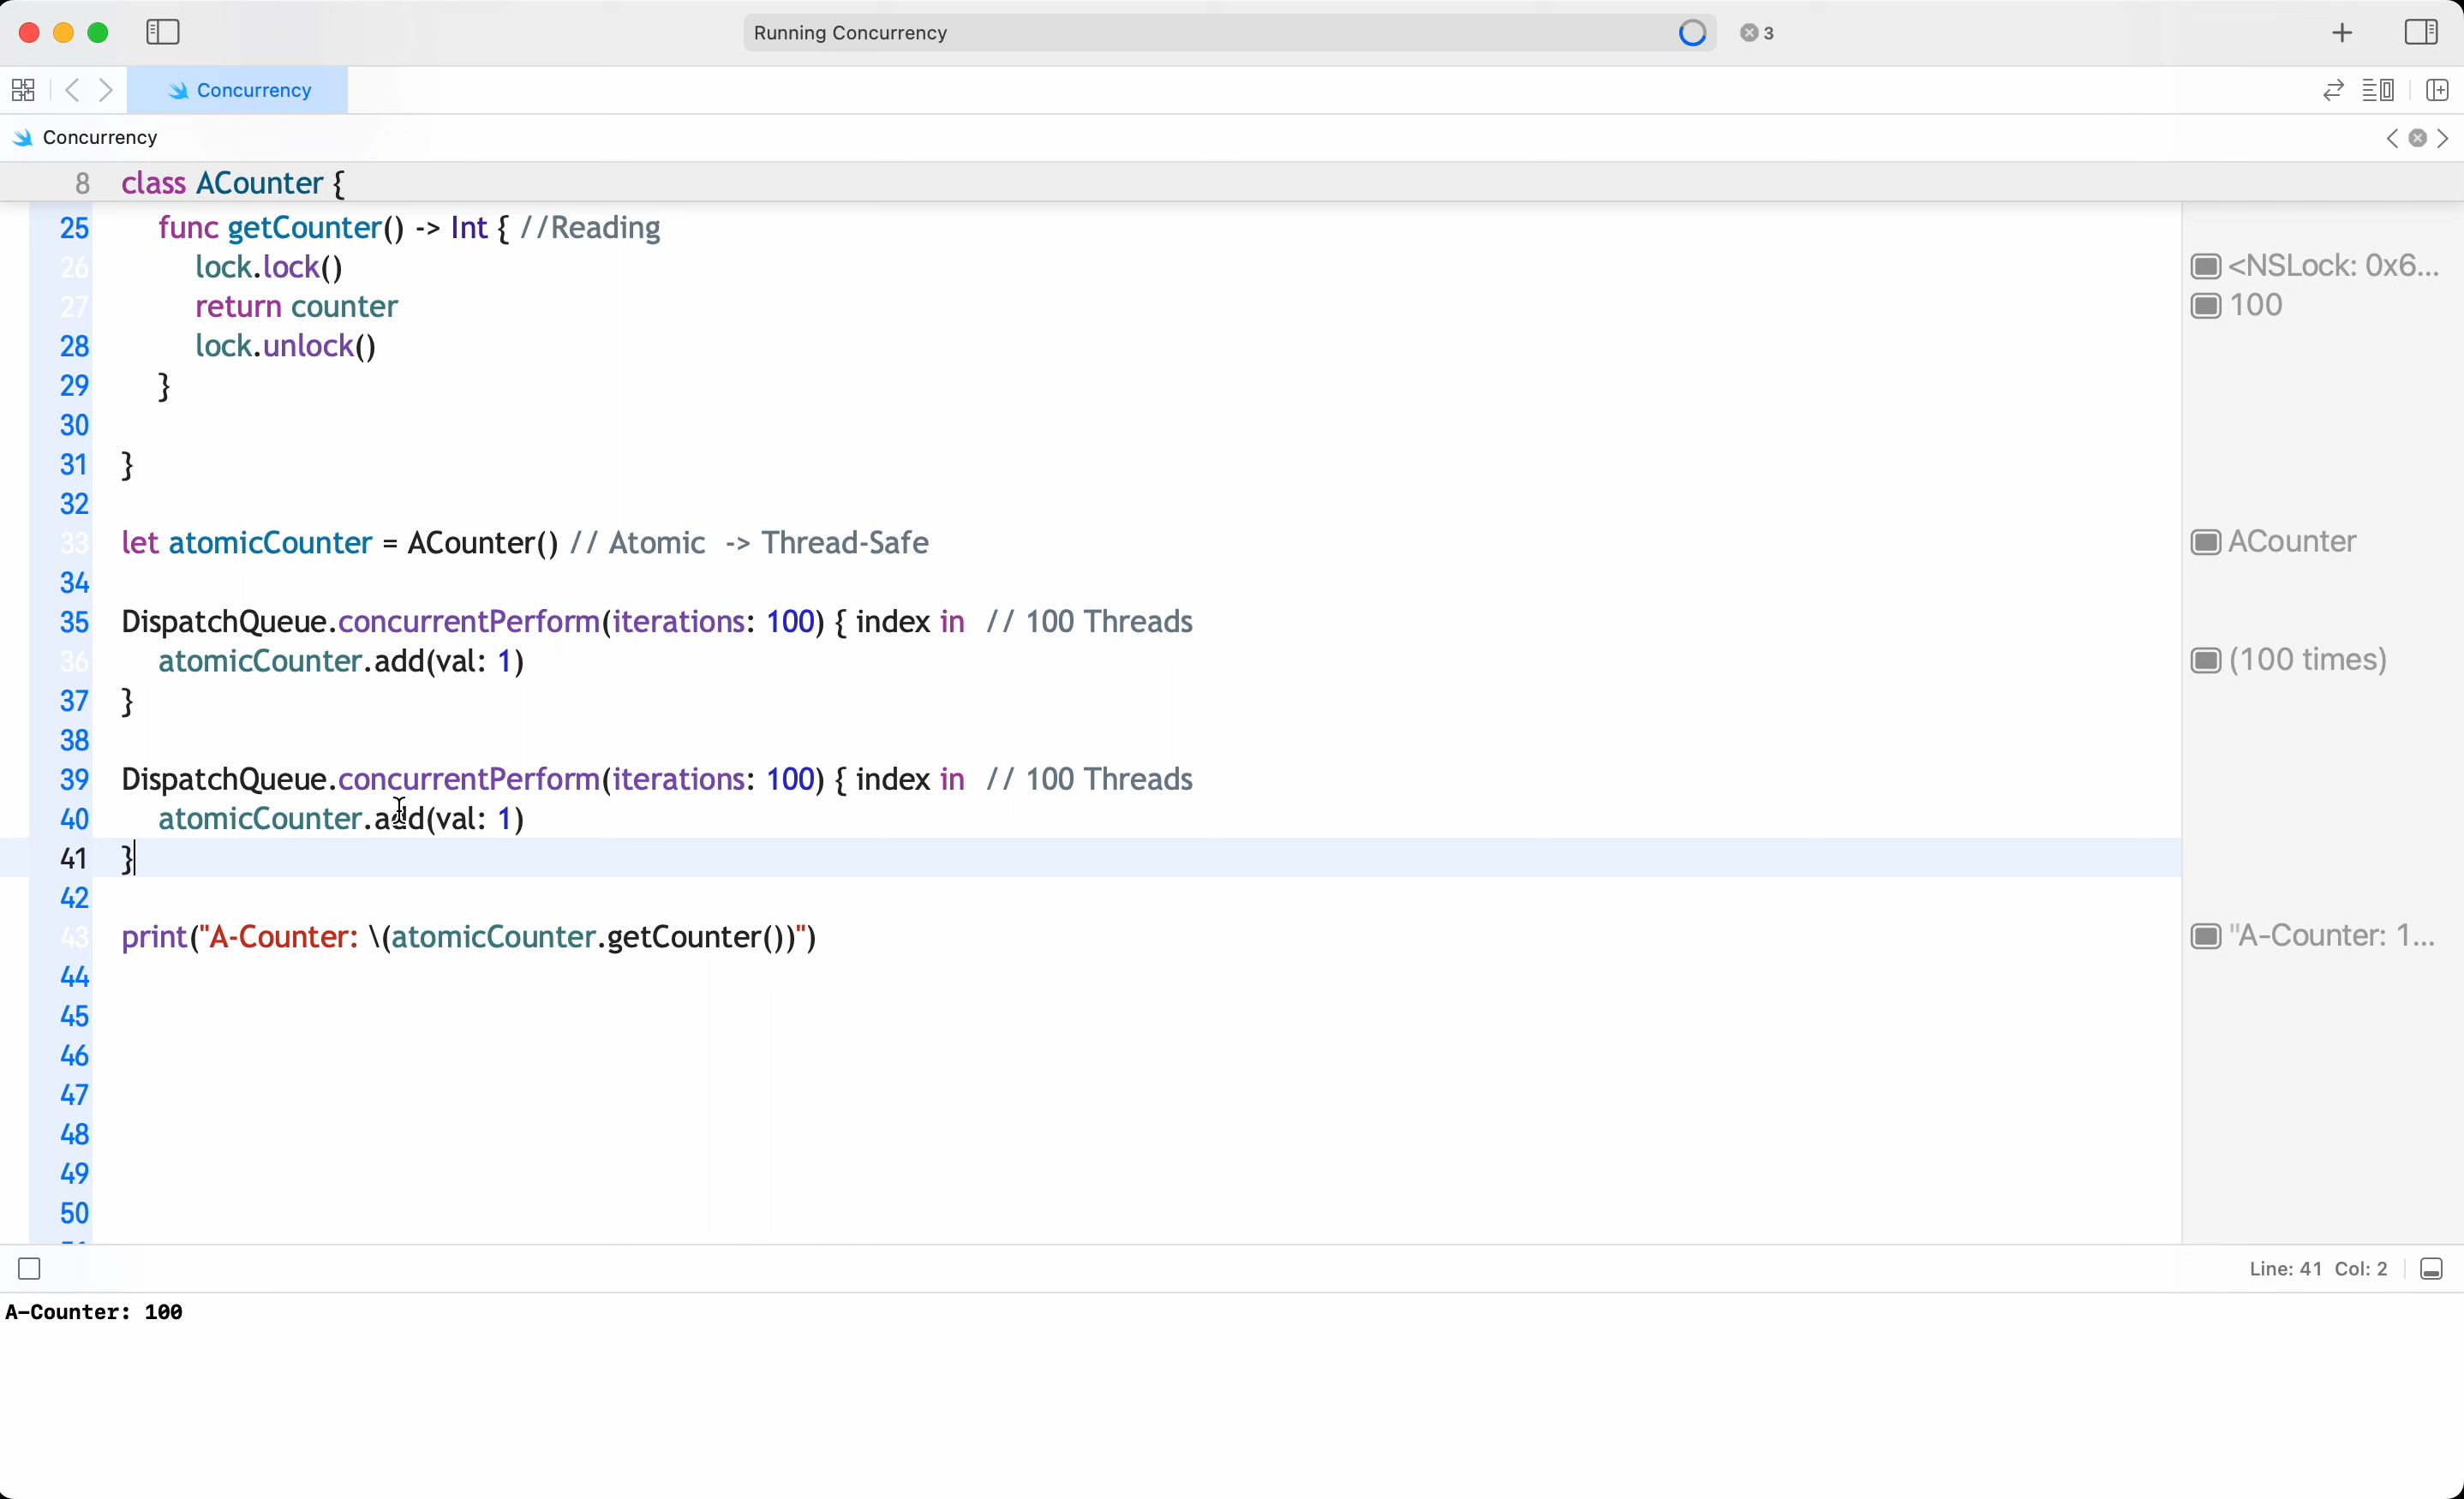 Running Concurrency
3
Concurrency
Concurrency
8 class ACounter {
25 func getCounter() -> Int { //Reading
26 lock.lock() <NSLock: 0x6...
27 return counter 100
28 lock.unlock()
29 }
30
31 }
32
33 let atomicCounter = ACounter() // Atomic -> Thread-Safe ACounter
34
35 DispatchQueue.concurrentPerform(iterations: 100) { index in // 100 Threads
36 atomicCounter.add(val: 1) (100 times)
37 }
38
39 DispatchQueue.concurrentPerform(iterations: 100) { index in // 100 Threads
40 atomicCounter.add(val: 1)
41 }
42
43 print("A-Counter: \(atomicCounter.getCounter())") "A-Counter: 1...
44
45
46
47
48
49
50
Line: 41 Col: 2
A-Counter: 100